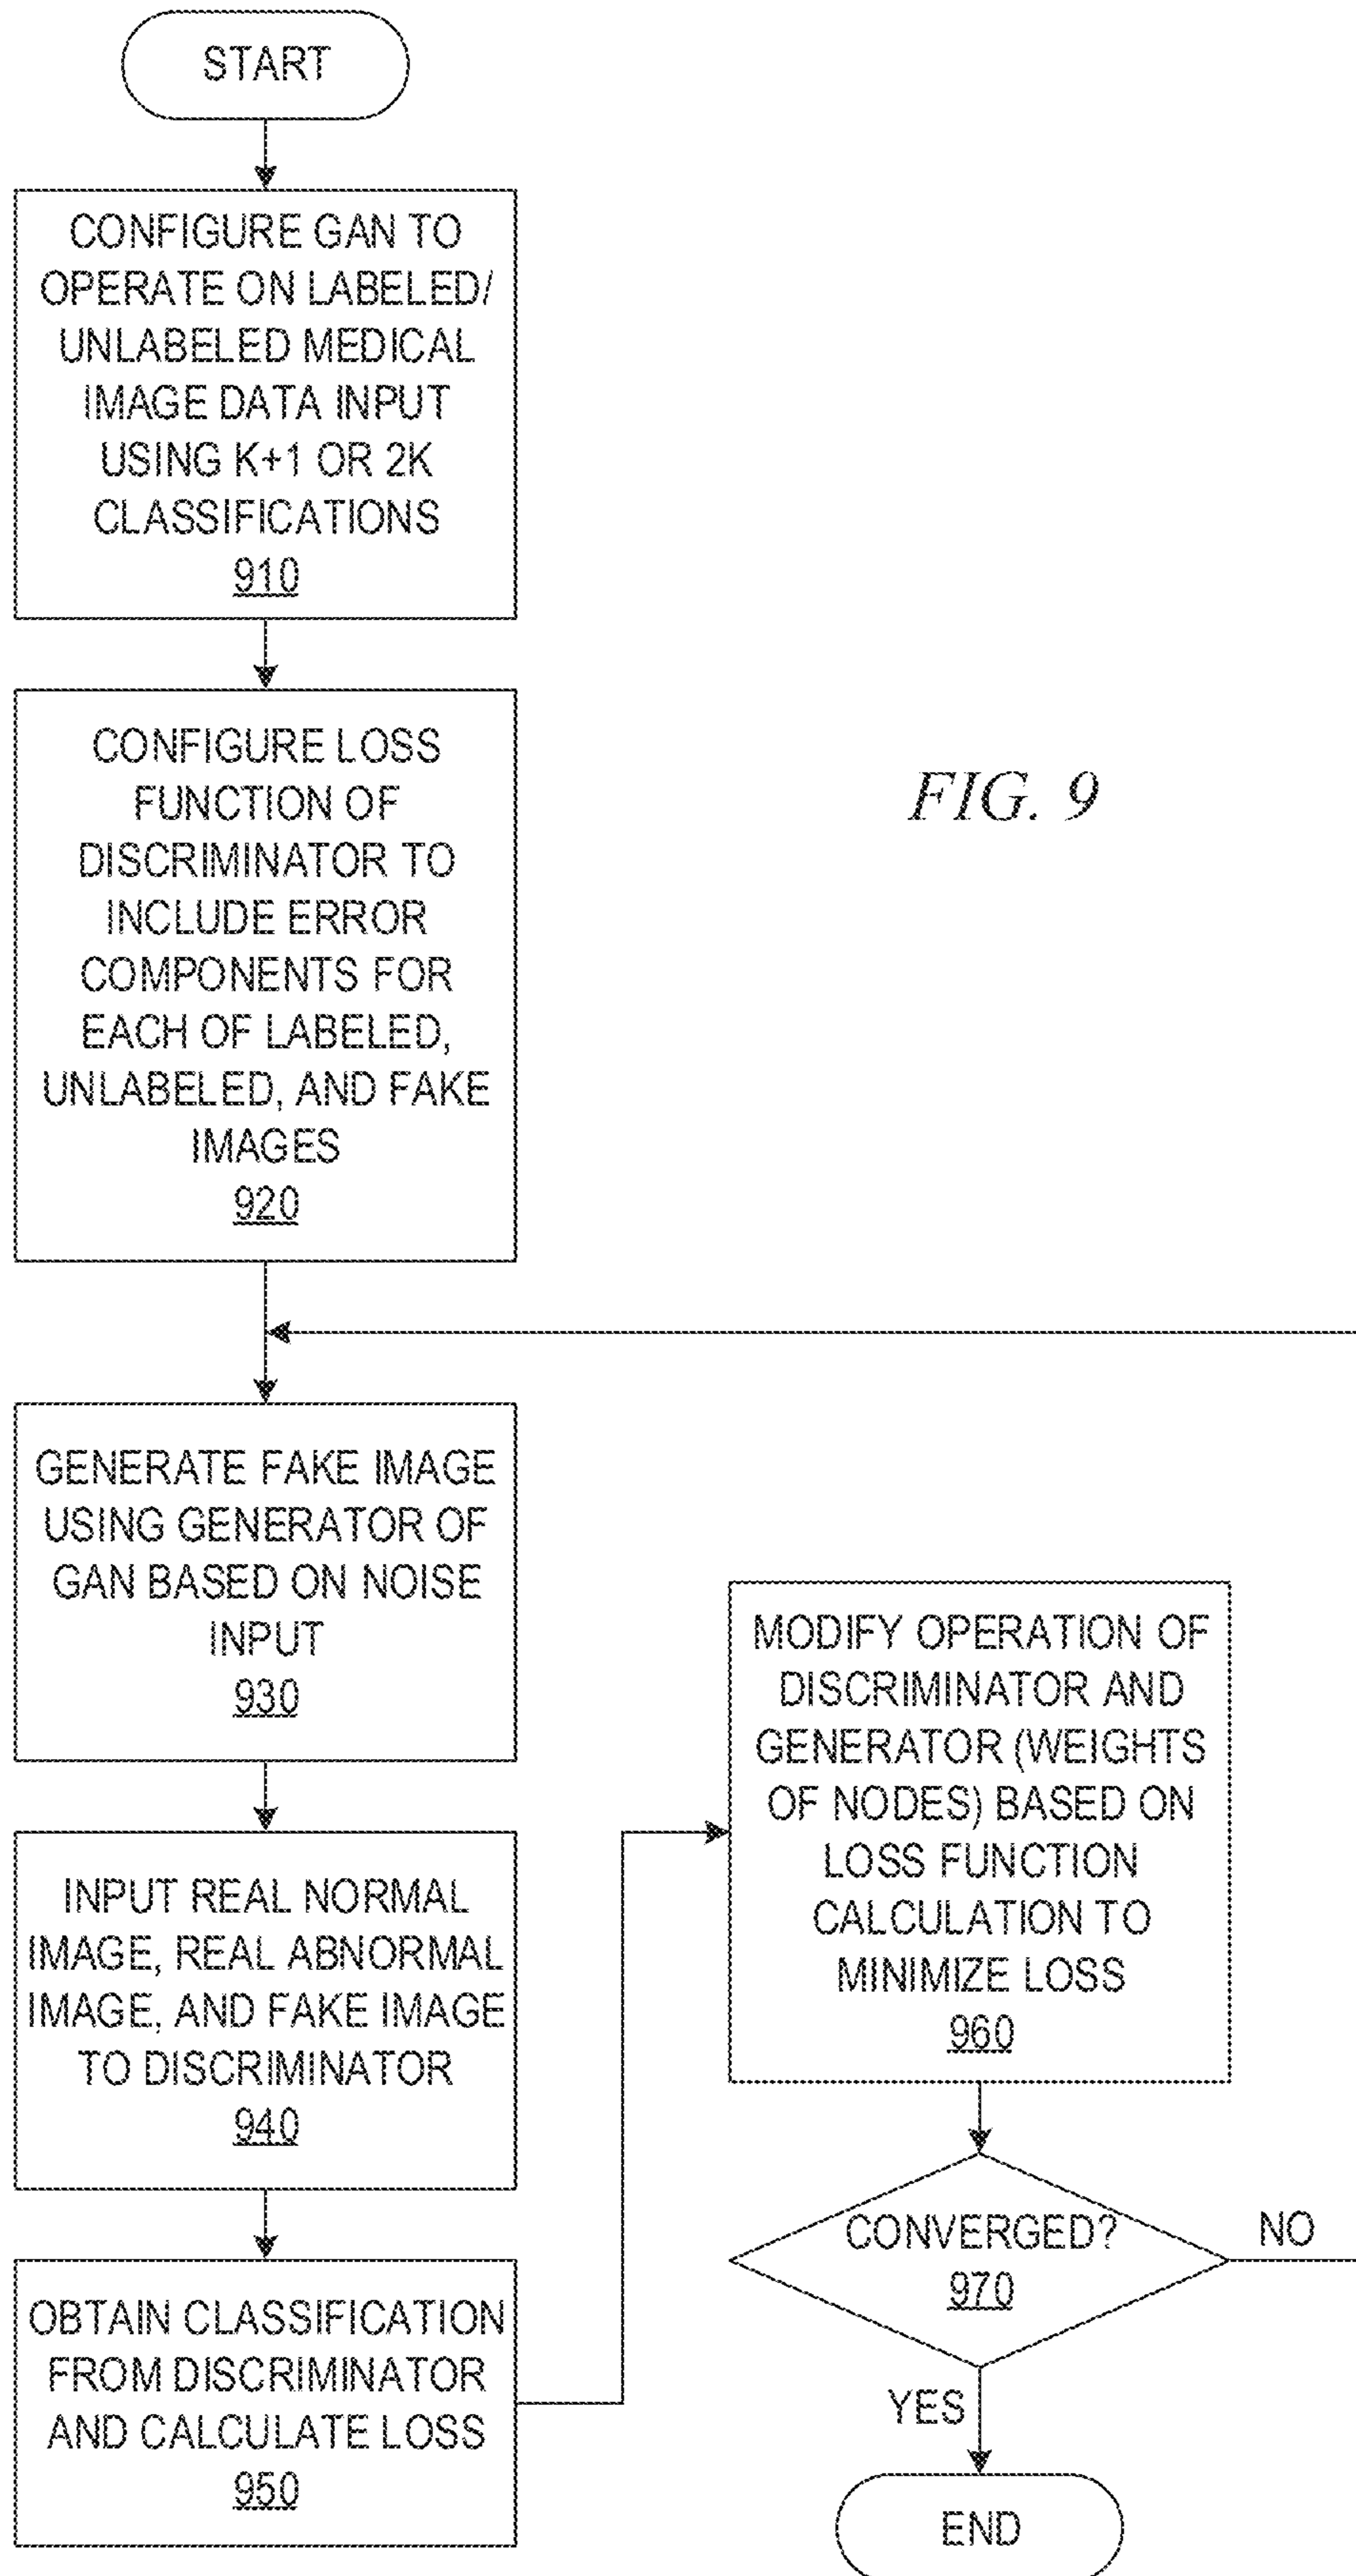 START
CONFIGURE GAN TO
OPERATE ON LABELED/
UNLABELED MEDICAL
IMAGE DATA INPUT
USING K+1 OR 2K
CLASSIFICATIONS
910
CONFIGURE LOSS
FUNCTION OF
DISCRIMINATOR TO
INCLUDE ERROR
COMPONENTS FOR
EACH OF LABELED,
UNLABELED, AND FAKE
IMAGES
920
FIG. 9
GENERATE FAKE IMAGE
USING GENERATOR OF
GAN BASED ON NOISE
INPUT
930
INPUT REAL NORMAL
IMAGE, REAL ABNORMAL
IMAGE, AND FAKE IMAGE
TO DISCRIMINATOR
940
OBTAIN CLASSIFICATION
FROM DISCRIMINATOR
AND CALCULATE LOSS
950
MODIFY OPERATION OF
DISCRIMINATOR AND
GENERATOR (WEIGHTS
OF NODES) BASED ON
LOSS FUNCTION
CALCULATION TO
MINIMIZE LOSS
960
CONVERGED?
970
NO
YES
END